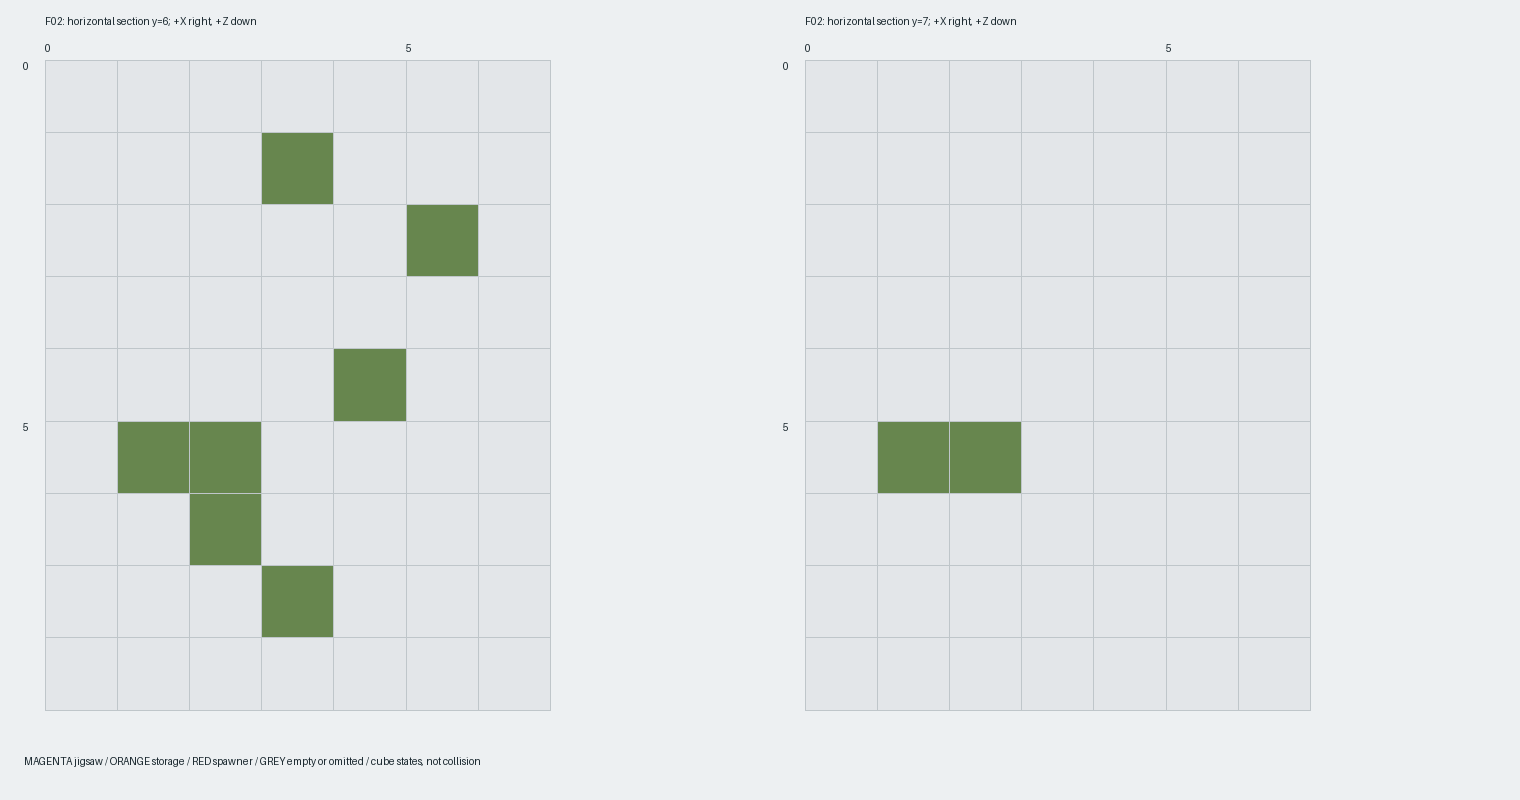 F02: horizontal section y=6; +X right, +Z down
0 5
0
5
F02: horizontal section y=7; +X right, +Z down
0 5
0
5
MAGENTA jigsaw / ORANGE storage / RED spawner / GREY empty or omitted / cube states, not collision